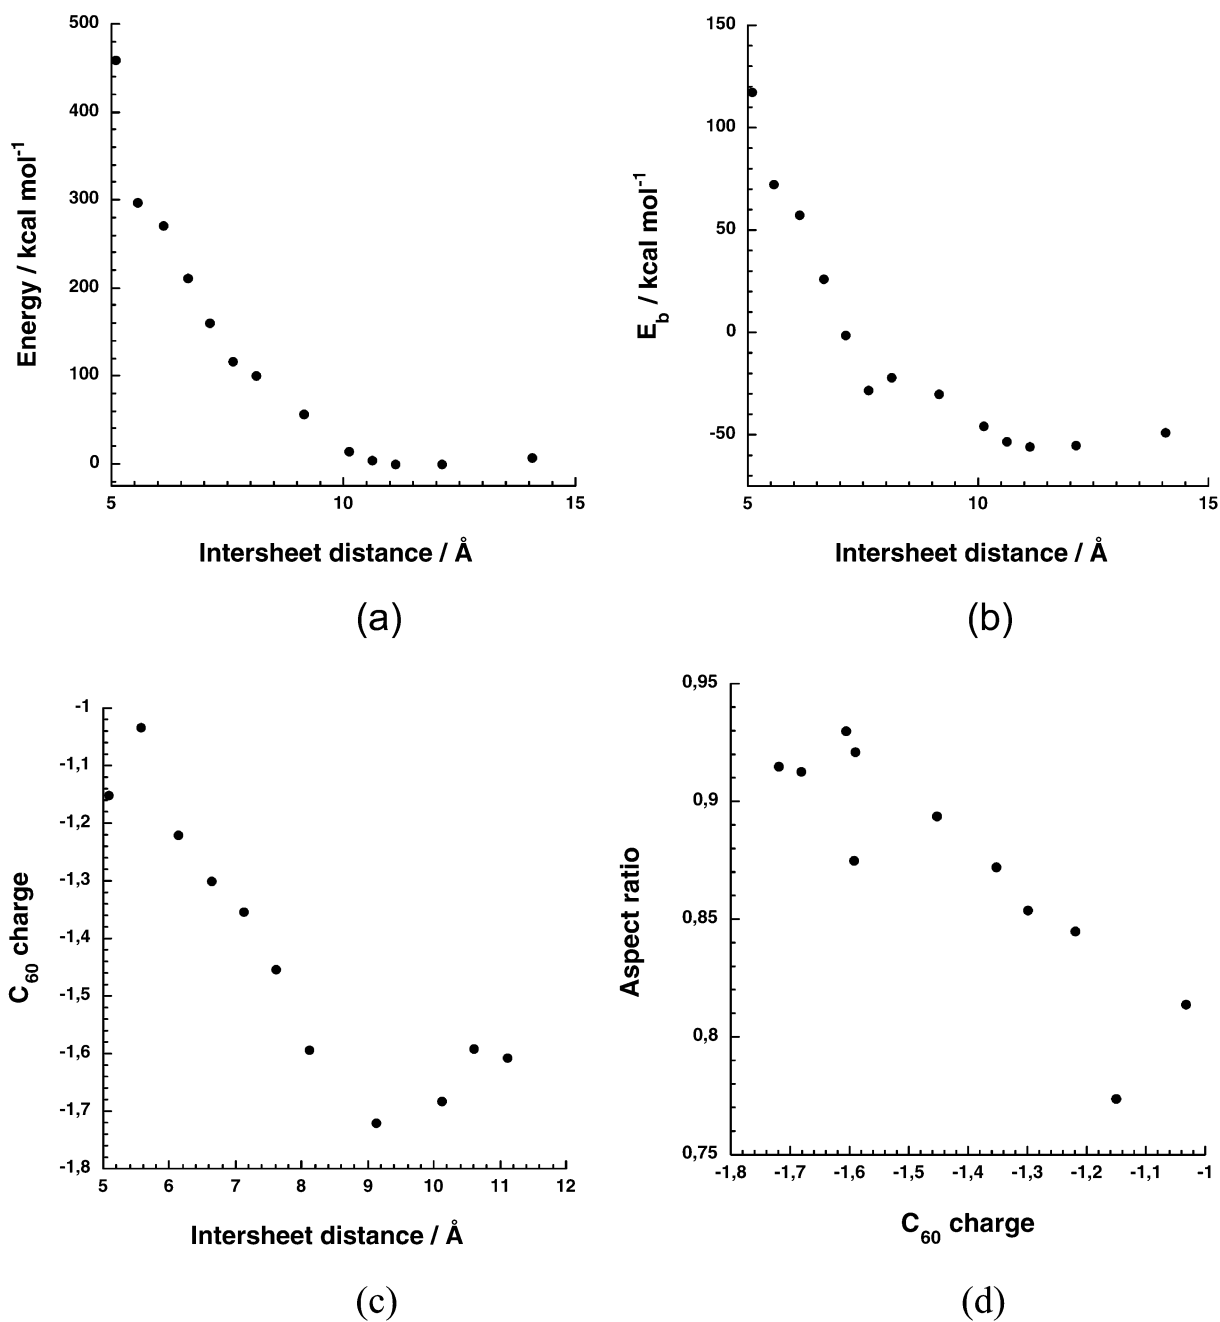 500
400
300
200
100
0
Energy / kcal mol-1
5 10 15
Intersheet distance / Å
(a)
150
100
50
0
-50
Eb / kcal mol-1
5 10 15
Intersheet distance / Å
(b)
-1
-1,1
-1,2
-1,3
-1,4
-1,5
-1,6
-1,7
-1,8
C60 charge
5 6 7 8 9 10 11 12
Intersheet distance / Å
(c)
0,95
0,9
0,85
0,8
0,75
Aspect ratio
-1,8 -1,7 -1,6 -1,5 -1,4 -1,3 -1,2 -1,1 -1
C60 charge
(d)